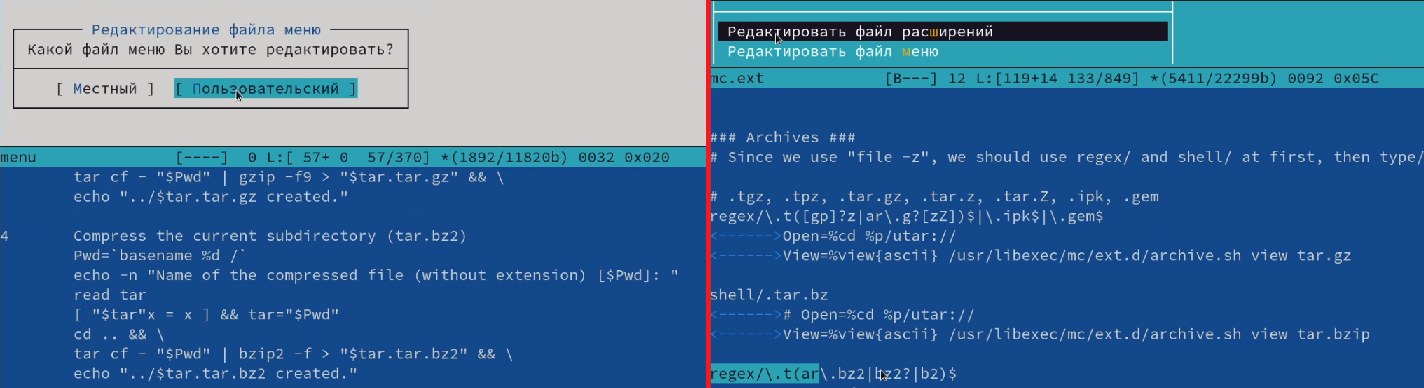 Редактирование файла меню
Какой файл меню Вы хотите редактировать?
[ Местный ] [ Пользовательский ]
menu [----] 0 L:[ 57+ 0 57/370] *(1892/11820b) 0032 0x020
tar cf - "$Pwd" | gzip -f9 > "$tar.tar.gz" && \
echo "../$tar.tar.gz created."
4 Compress the current subdirectory (tar.bz2)
Pwd=`basename %d /`
echo -n "Name of the compressed file (without extension) [$Pwd]: "
read tar
[ "$tar"x = x ] && tar="$Pwd"
cd .. && \
tar cf - "$Pwd" | bzip2 -f > "$tar.tar.bz2" && \
echo "../$tar.tar.bz2 created."
Редактировать файл расширений
Редактировать файл меню
mc.ext [B---] 12 L:[119+14 133/849] *(5411/22299b) 0092 0x05C
### Archives ###
# Since we use "file -z", we should use regex/ and shell/ at first, then type/
# .tgz, .tpz, .tar.gz, .tar.z, .tar.Z, .ipk, .gem
regex/\.t([gp]?z|ar\.g?[zZ])$|\.ipk$|\.gem$
<------>Open=%cd %p/utar://
<------>View=%view{ascii} /usr/libexec/mc/ext.d/archive.sh view tar.gz
shell/.tar.bz
<------># Open=%cd %p/utar://
<------>View=%view{ascii} /usr/libexec/mc/ext.d/archive.sh view tar.bzip
regex/\.t(ar\.bz2|bz2?|b2)$